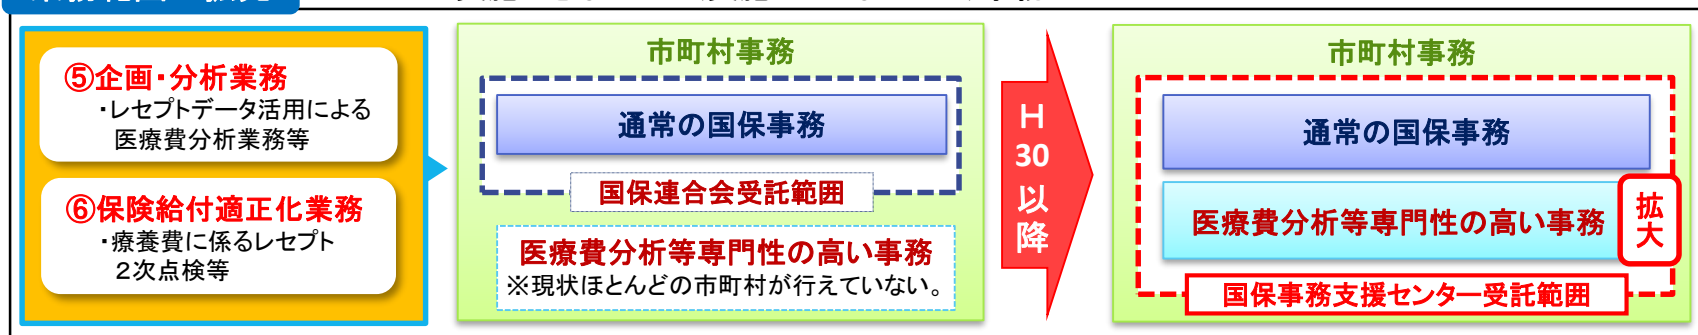 ⑤企画・分析業務
・レセプトデータ活用による
医療費分析業務等
⑥保険給付適正化業務
・療養費に係るレセプト
２次点検等
市町村事務
通常の国保事務
国保連合会受託範囲
医療費分析等専門性の高い事務
※現状ほとんどの市町村が行えていない。
H
30
以
降
市町村事務
通常の国保事務
医療費分析等専門性の高い事務
拡
大
国保事務支援センター受託範囲